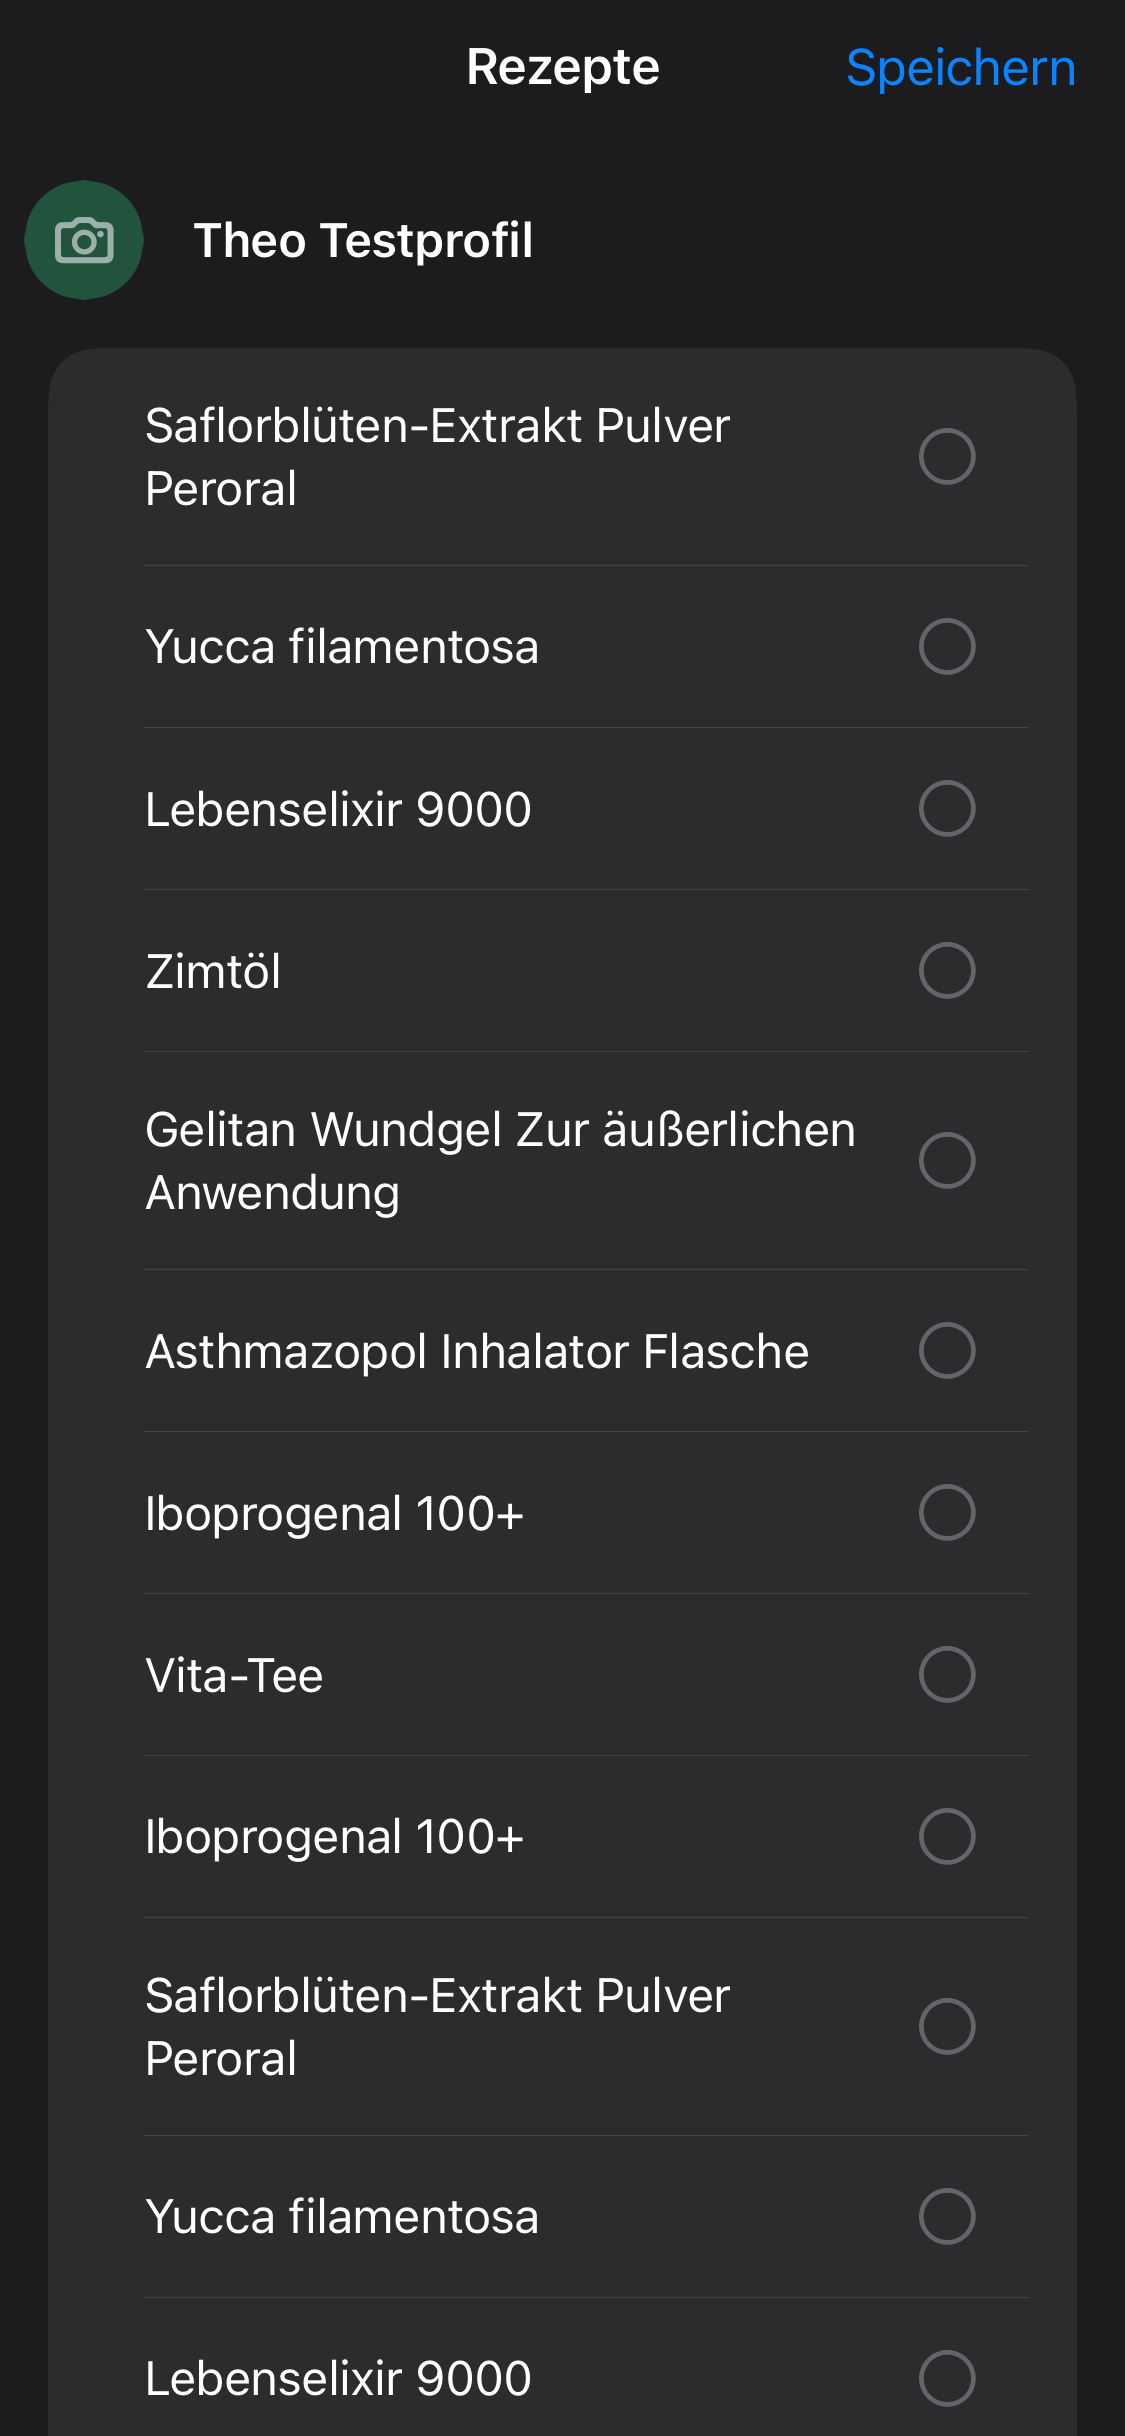 Rezepte
Speichern
Theo Testprofil
Saflorblüten-Extrakt Pulver
Peroral
Yucca filamentosa
Lebenselixir 9000
Zimtöl
Gelitan Wundgel Zur äußerlichen
Anwendung
Asthmazopol Inhalator Flasche
Iboprogenal 100+
Vita-Tee
Iboprogenal 100+
Saflorblüten-Extrakt Pulver
Peroral
Yucca filamentosa
Lebenselixir 9000